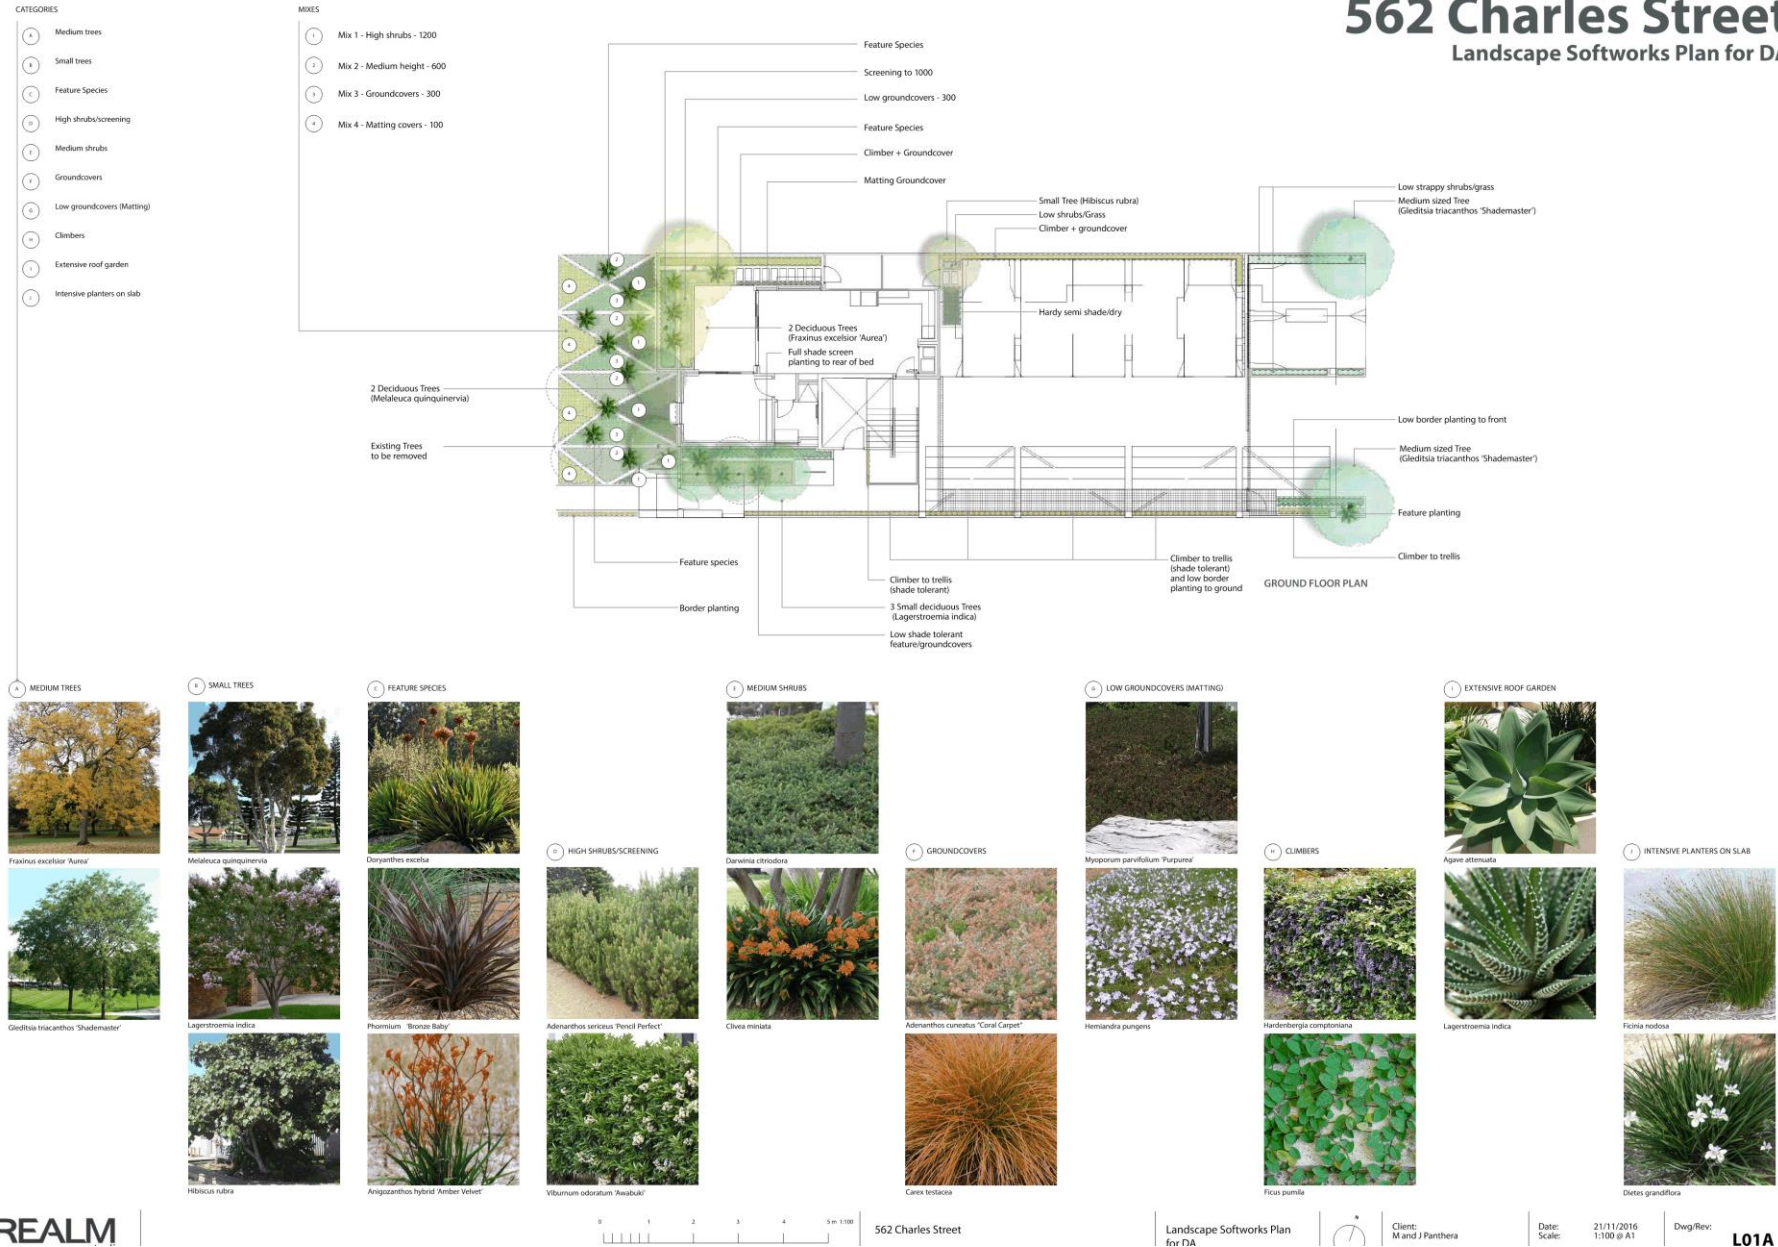 562 Charles Street
Landscape Softworks Plan for DA
CATEGORIES
A Medium trees
B Small trees
C Feature Species
D High shrubs/screening
E Medium shrubs
F Groundcovers
G Low groundcovers (Matting)
H Climbers
I Extensive roof garden
J Intensive planters on slab
MIXES
1 Mix 1 - High shrubs - 1200
2 Mix 2 - Medium height - 600
3 Mix 3 - Groundcovers - 300
4 Mix 4 - Matting covers - 100
Feature Species
Screening to 1000
Low groundcovers - 300
Feature Species
Climber + Groundcover
Matting Groundcover
Small Tree (Hibiscus rubra)
Low shrubs/Grass
Climber + groundcover
Low strappy shrubs/grass
Medium sized Tree
(Gleditsia triacanthos 'Shademaster')
Hardy semi shade/dry
2 Deciduous Trees
(Fraxinus excelsior 'Aurea')
Full shade screen
planting to rear of bed
2 Deciduous Trees
(Melaleuca quinquinervia)
Existing Trees
to be removed
Low border planting to front
Medium sized Tree
(Gleditsia triacanthos 'Shademaster')
Feature planting
Climber to trellis
Feature species
Border planting
Climber to trellis
(shade tolerant)
3 Small deciduous Trees
(Lagerstroemia indica)
Low shade tolerant
feature/groundcovers
Climber to trellis
(shade tolerant)
and low border
planting to ground
GROUND FLOOR PLAN
A MEDIUM TREES
Fraxinus excelsior 'Aurea'
Gleditsia triacanthos 'Shademaster'
B SMALL TREES
Melaleuca quinquinervia
Lagerstroemia indica
Hibiscus rubra
C FEATURE SPECIES
Doryanthes excelsa
Phormium 'Bronze Baby'
Anigozanthos hybrid 'Amber Velvet'
D HIGH SHRUBS/SCREENING
Adenanthos sericeus 'Pencil Perfect'
Viburnum odoratum 'Awabuki'
E MEDIUM SHRUBS
Darwinia citriodora
Clivea miniata
F GROUNDCOVERS
Adenanthos cuneatus "Coral Carpet"
Carex testacea
G LOW GROUNDCOVERS (MATTING)
Myoporum parvifolium 'Purpurea'
Hemiandra pungens
H CLIMBERS
Hardenbergia comptoniana
Ficus pumila
I EXTENSIVE ROOF GARDEN
Agave attenuata
Lagerstroemia indica
J INTENSIVE PLANTERS ON SLAB
Ficinia nodosa
Dietes grandiflora
REALM
0 1 2 3 4 5 m 1:100
562 Charles Street
Landscape Softworks Plan
for DA
N
Client:
M and J Panthera
Date: 21/11/2016
Scale: 1:100 @ A1
Dwg/Rev:
L01A